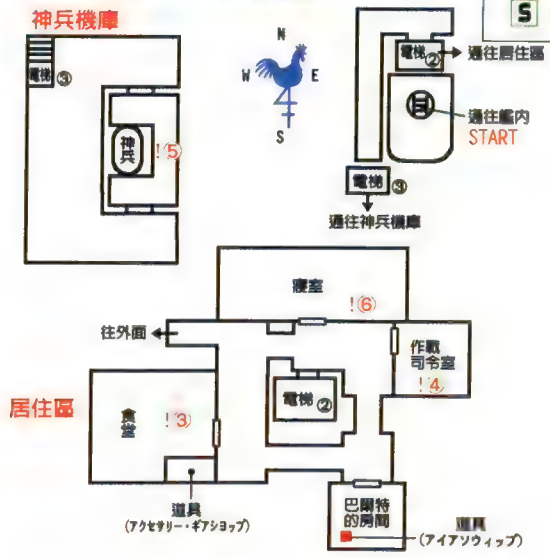 神兵機庫
電梯③
神兵
!⑤
N
W E
S
S
電梯②
通往居住區
通往艦內
START
電梯③
通往神兵機庫
寢室
!⑥
往外面
作戰
司令室
!④
居住區
食堂
!③
電梯②
道具
(アクセサリー・ギアショップ)
巴爾特
的房間
道具
(アイアンウィップ)